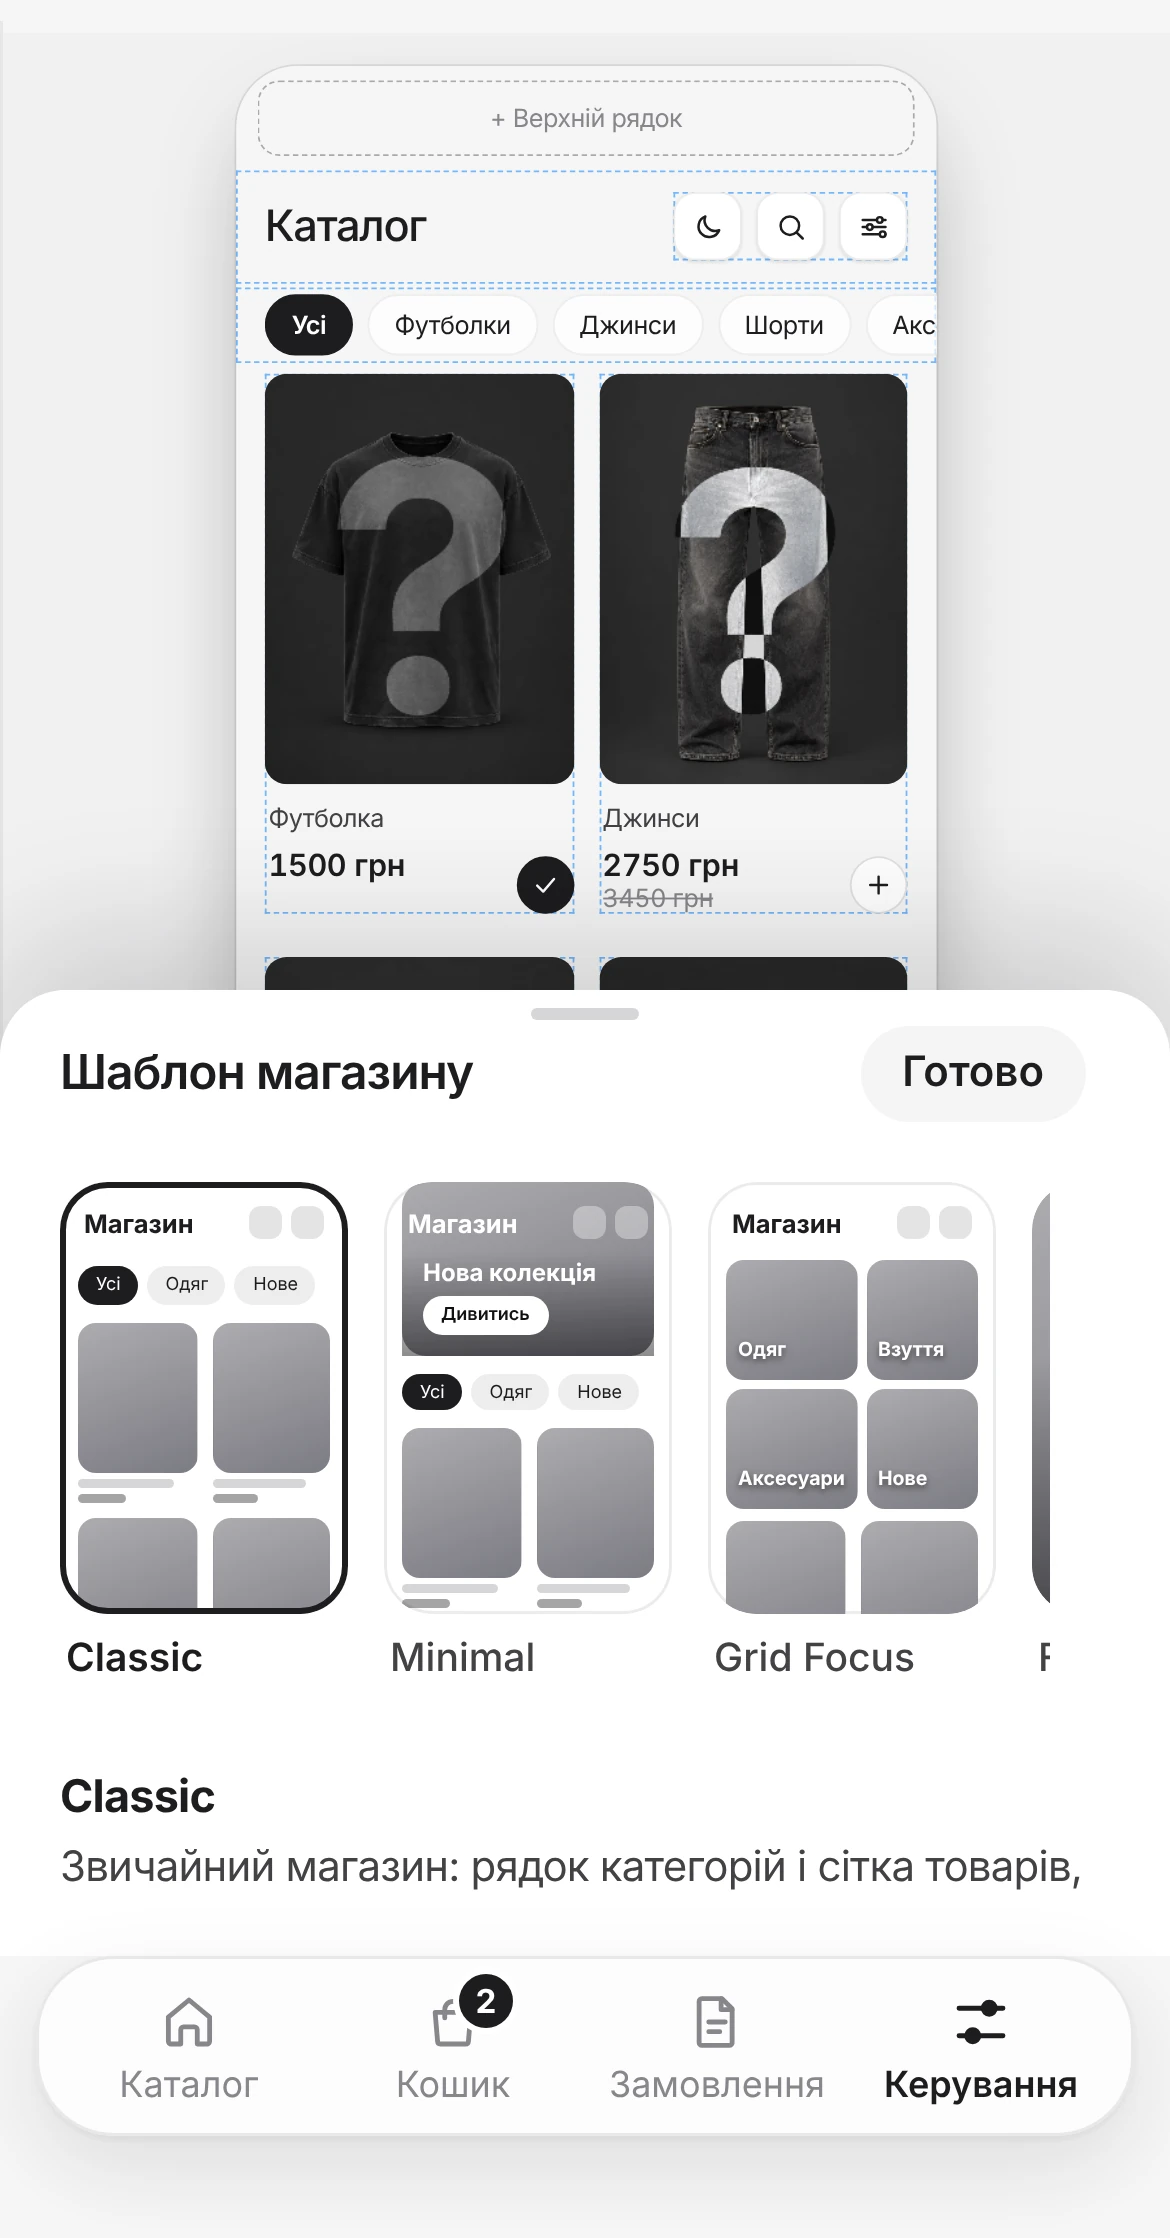 + Верхній рядок
Каталог
Усі Футболки Джинси Шорти Акс
Футболка Джинси
1500 грн 2750 грн
3450 грн
Шаблон магазину Готово
Магазин Магазин Магазин
Нова колекція
Усі Одяг Нове
Дивитись
Одяг Взуття
Усі Одяг Нове
Аксесуари Нове
Classic Minimal Grid Focus
Classic
Звичайний магазин: рядок категорій і сітка товарів,
2
Каталог Кошик Замовлення Керування